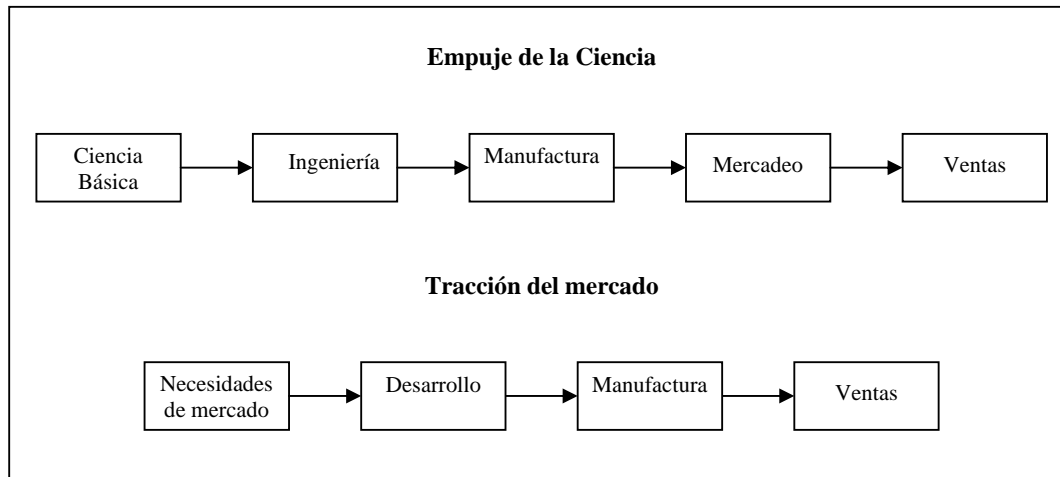 Empuje de la Ciencia
Ciencia
Básica
Ingeniería
Manufactura
Mercadeo
Ventas
Tracción del mercado
Necesidades
de mercado
Desarrollo
Manufactura
Ventas